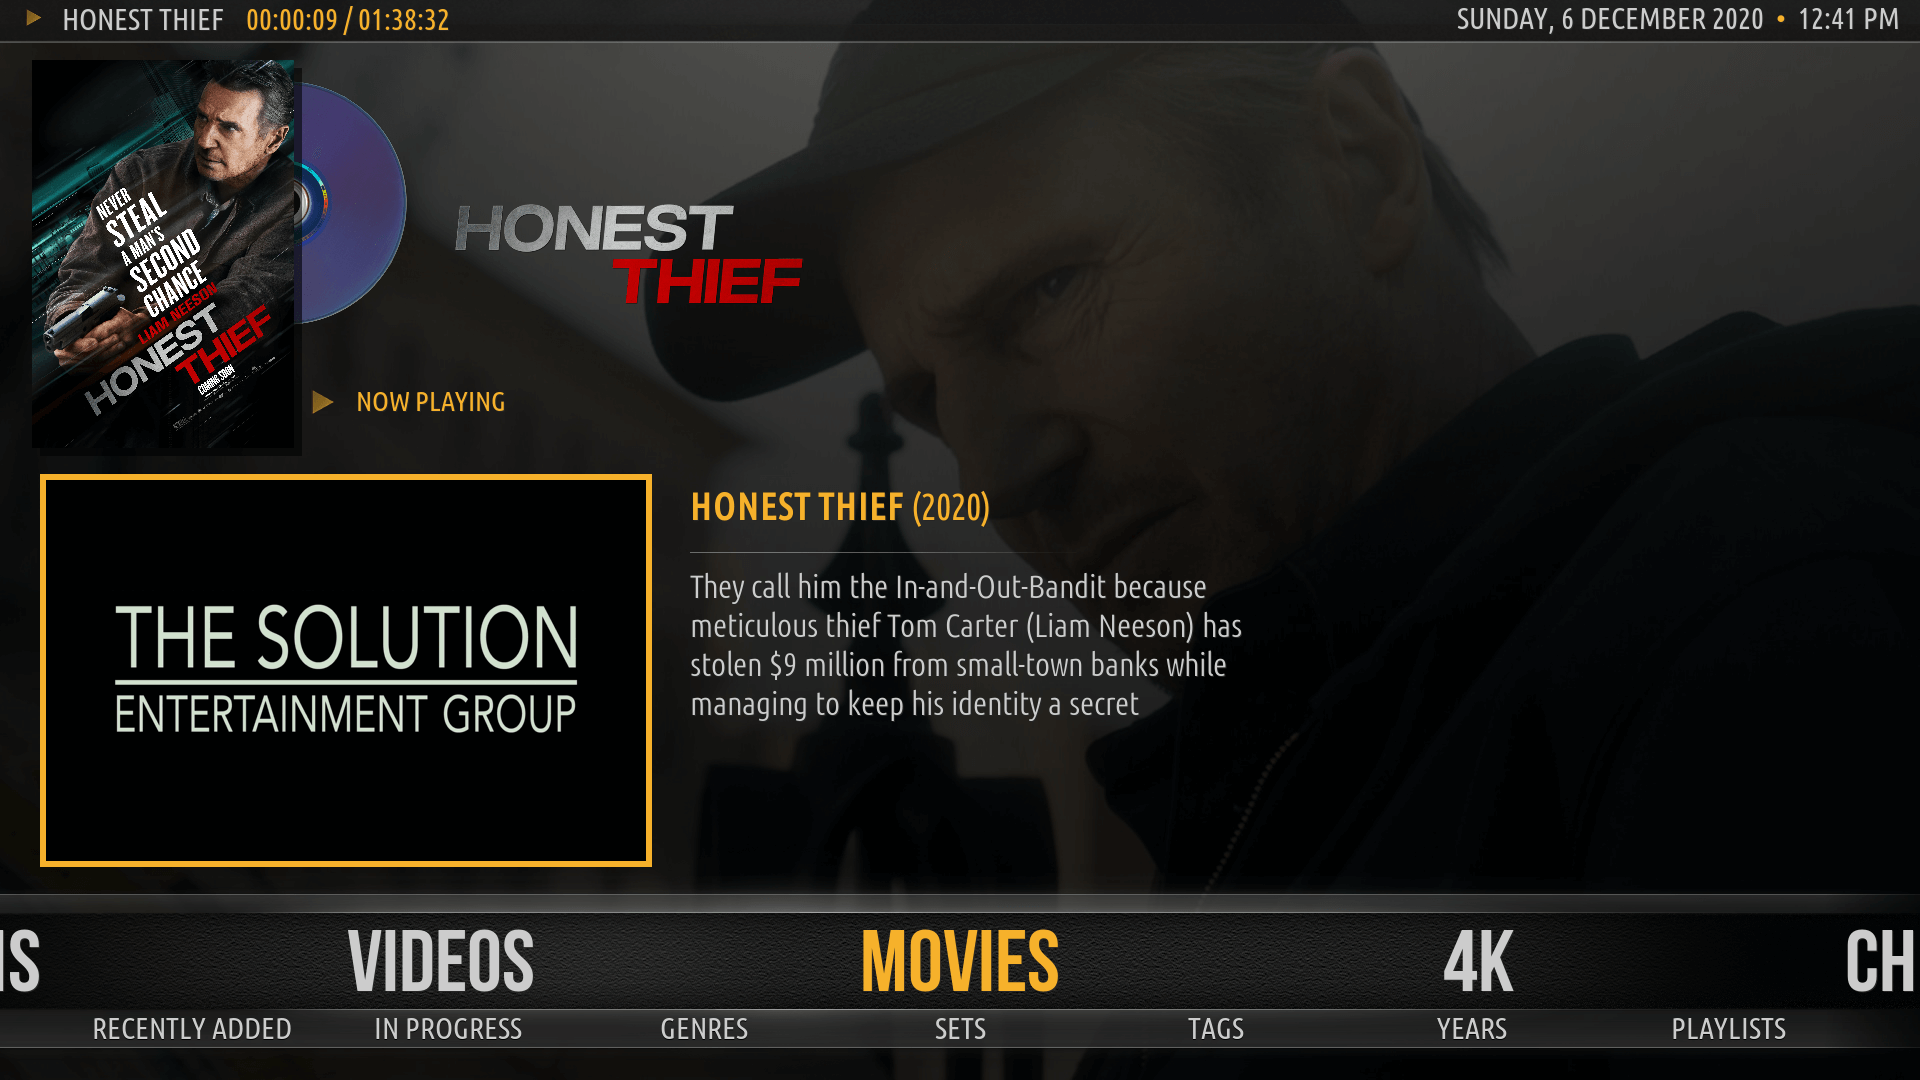 HONEST THIEF 00:00:09 / 01:38:32
SUNDAY, 6 DECEMBER 2020 • 12:41 PM
NEVER
STEAL
A MAN'S
SECOND
CHANCE
LIAM NEESON
HONEST
THIEF
COMING SOON
HONEST
THIEF
NOW PLAYING
THE SOLUTION
ENTERTAINMENT GROUP
HONEST THIEF (2020)
They call him the In-and-Out-Bandit because
meticulous thief Tom Carter (Liam Neeson) has
stolen $9 million from small-town banks while
managing to keep his identity a secret
IS VIDEOS MOVIES 4K CH
RECENTLY ADDED IN PROGRESS GENRES SETS TAGS YEARS PLAYLISTS